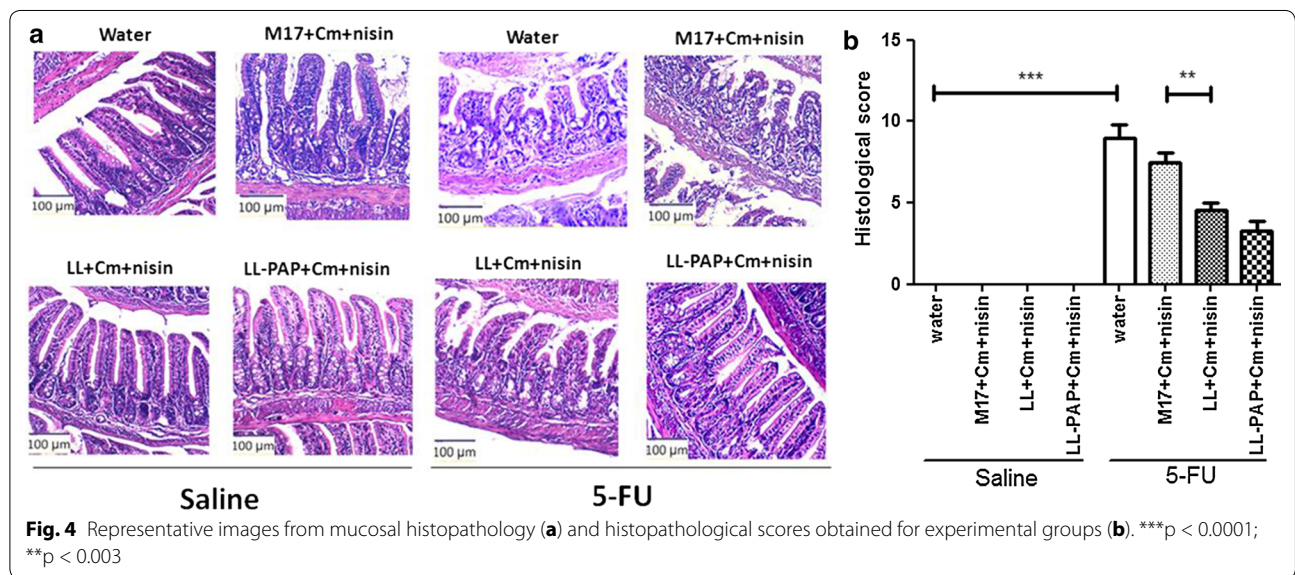 a
Water
M17+Cm+nisin
Water
M17+Cm+nisin
100 µm
100 µm
100 µm
100 µm
LL+Cm+nisin
LL-PAP+Cm+nisin
LL+Cm+nisin
LL-PAP+Cm+nisin
100 µm
100 µm
100 µm
100 µm
Saline
5-FU
b
Histological score
15
10
5
0
***
**
water
M17+Cm+nisin
LL+Cm+nisin
LL-PAP+Cm+nisin
water
M17+Cm+nisin
LL+Cm+nisin
LL-PAP+Cm+nisin
Saline
5-FU
Fig. 4 Representative images from mucosal histopathology (a) and histopathological scores obtained for experimental groups (b). ***p < 0.0001;
**p < 0.003